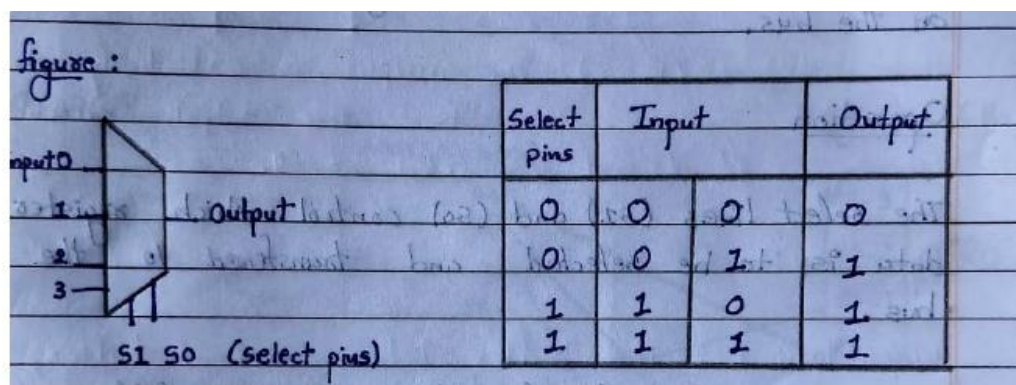 figure :
Select pins Input Output
nput0
1 Output
2
3
S1 S0 (select pins)
0 0 0 0
0 0 1 1
1 1 0 1
1 1 1 1